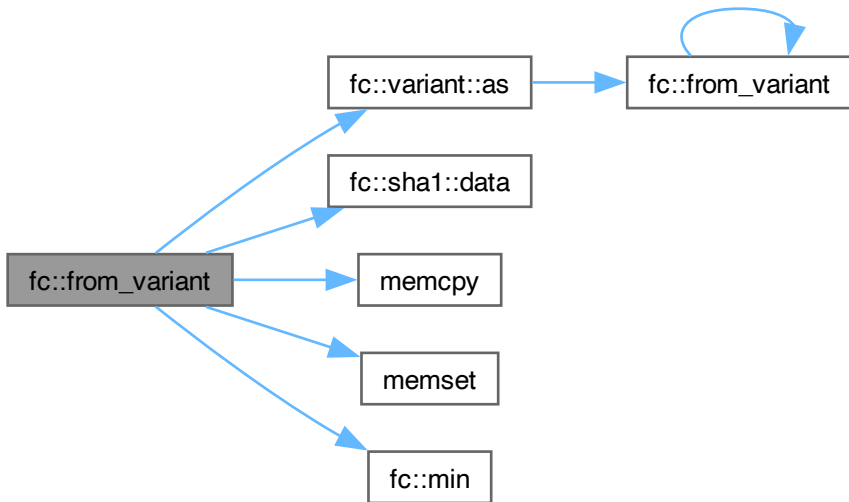 fc::variant::as
fc::from_variant
fc::sha1::data
fc::from_variant
memcpy
memset
fc::min